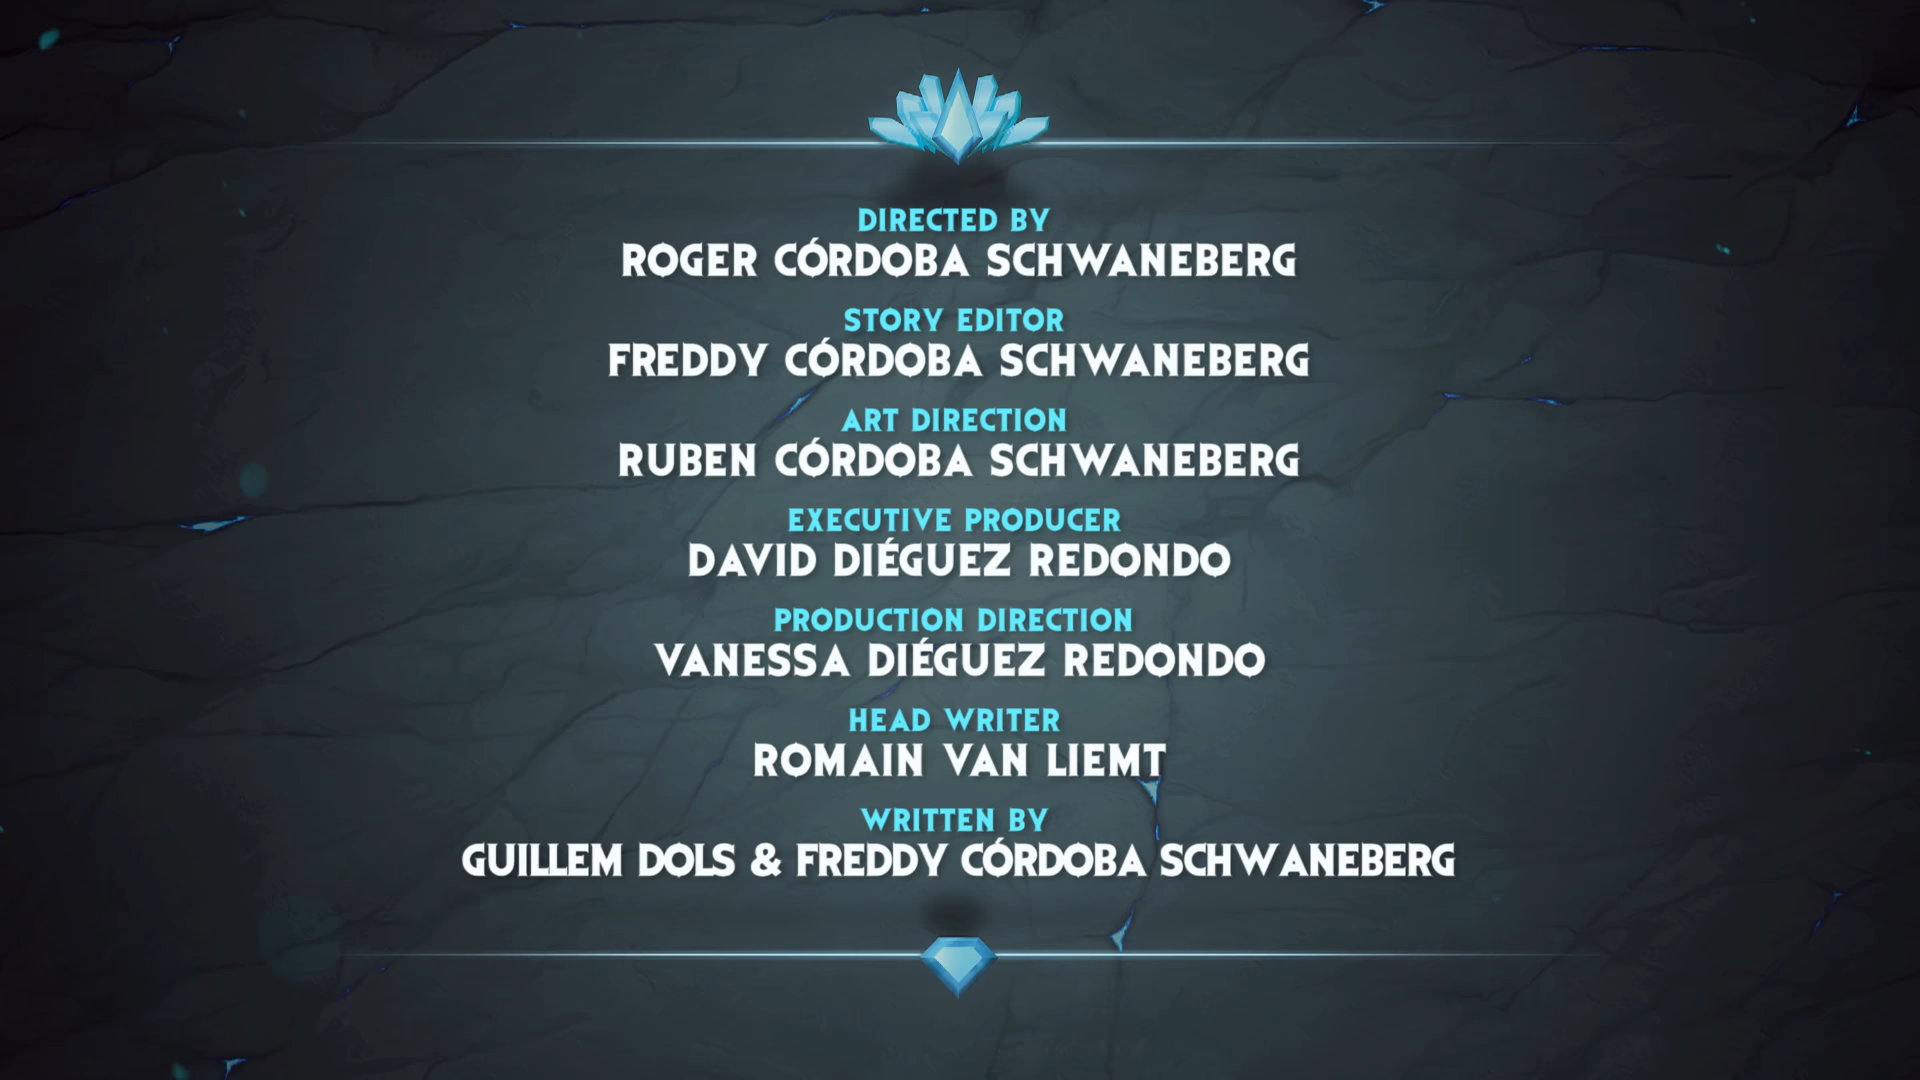 DIRECTED BY
ROGER CÓRDOBA SCHWANEBERG
STORY EDITOR
FREDDY CÓRDOBA SCHWANEBERG
ART DIRECTION
RUBEN CÓRDOBA SCHWANEBERG
EXECUTIVE PRODUCER
DAVID DIÉGUEZ REDONDO
PRODUCTION DIRECTION
VANESSA DIÉGUEZ REDONDO
HEAD WRITER
ROMAIN VAN LIEMT
WRITTEN BY
GUILLEM DOLS & FREDDY CÓRDOBA SCHWANEBERG